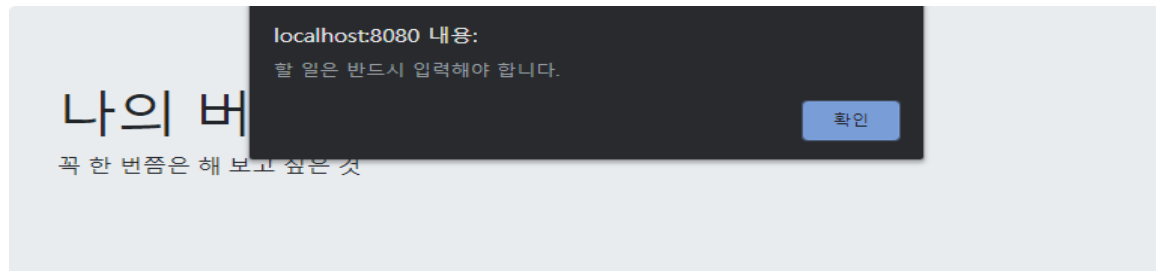 localhost:8080 내용:
할 일은 반드시 입력해야 합니다.
확인
나의 버
꼭 한 번쯤은 해 보고 싶은 것